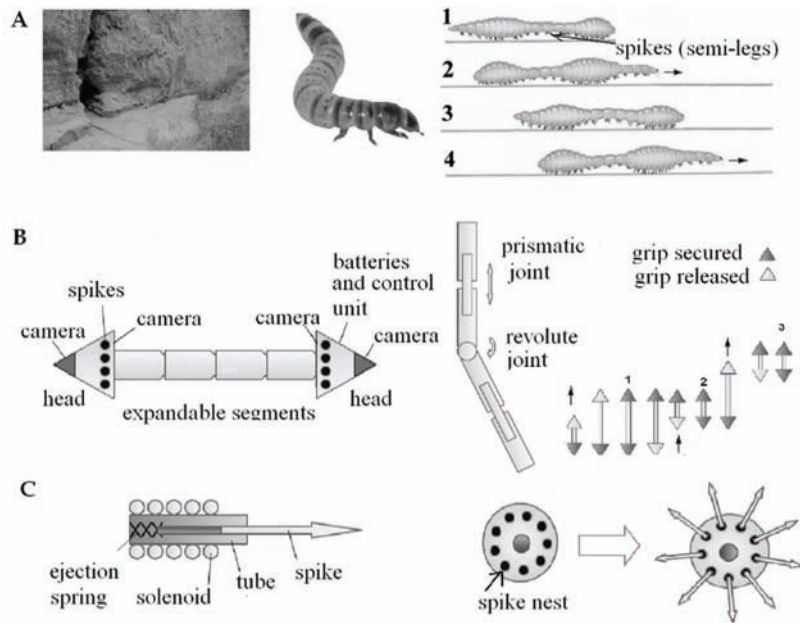 A
1
spikes (semi-legs)
2
3
4
B
spikes
camera
camera
head
expandable segments
camera
batteries and control
unit
camera
head
prismatic
joint
revolute
joint
grip secured
grip released
1
2
3
C
ejection
spring
solenoid
tube
spike
spike nest